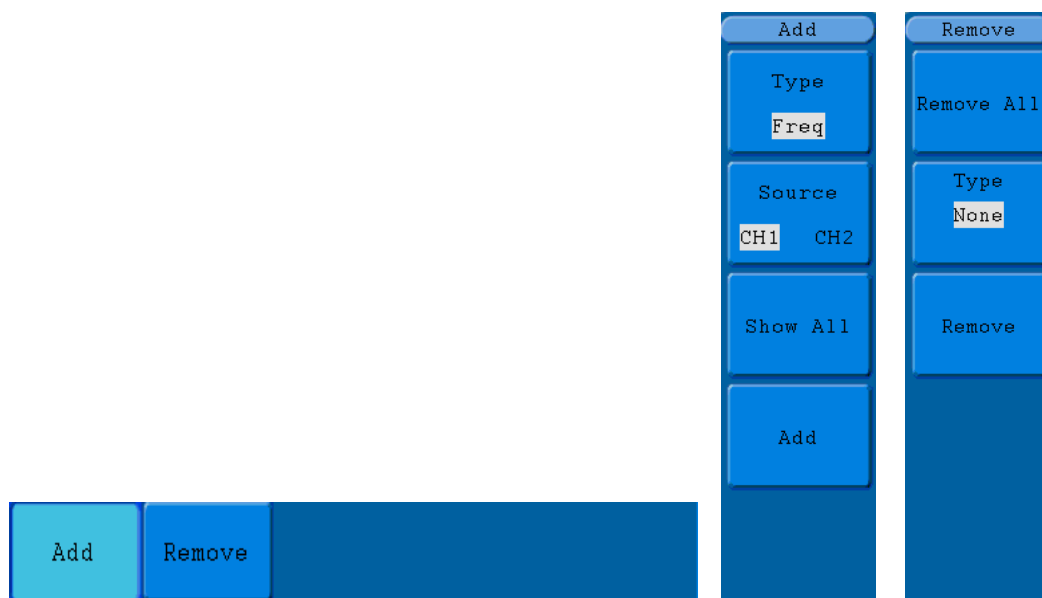 Add
Type
Freq
Source
CH1 CH2
Show All
Add
Remove
Remove All
Type
None
Remove
Add Remove